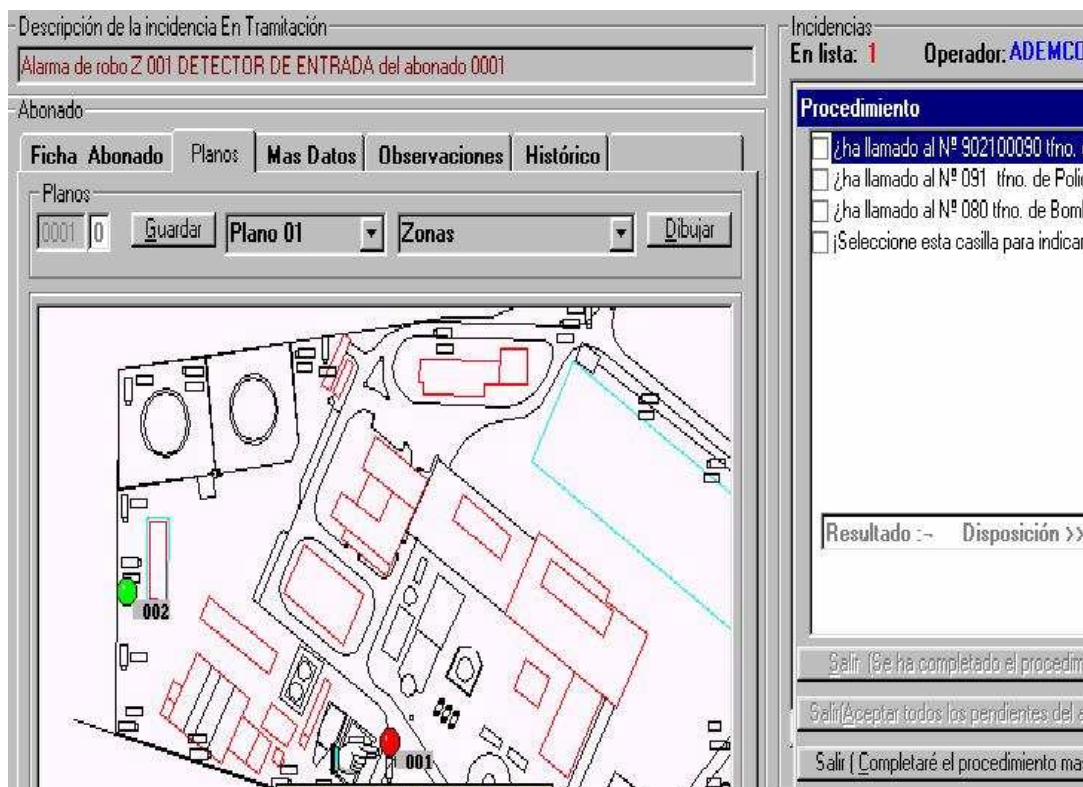 Descripción de la incidencia En Tramitación
Alarma de robo Z 001 DETECTOR DE ENTRADA del abonado 0001
Abonado
Ficha Abonado Planos Mas Datos Observaciones Histórico
Planos
0001 0 Guardar Plano 01 Zonas Dibujar
002
001
Incidencias
En lista: 1 Operador: ADEMCO
Procedimiento
¿ha llamado al Nº 902100090 tfno.
¿ha llamado al Nº 091 tfno. de Poli
¿ha llamado al Nº 080 tfno. de Bom
¡Seleccione esta casilla para indicar
Resultado :¬ Disposición >>
Salir (Se ha completado el procedim
Salir(Aceptar todos los pendientes del a
Salir ( Completaré el procedimiento mas